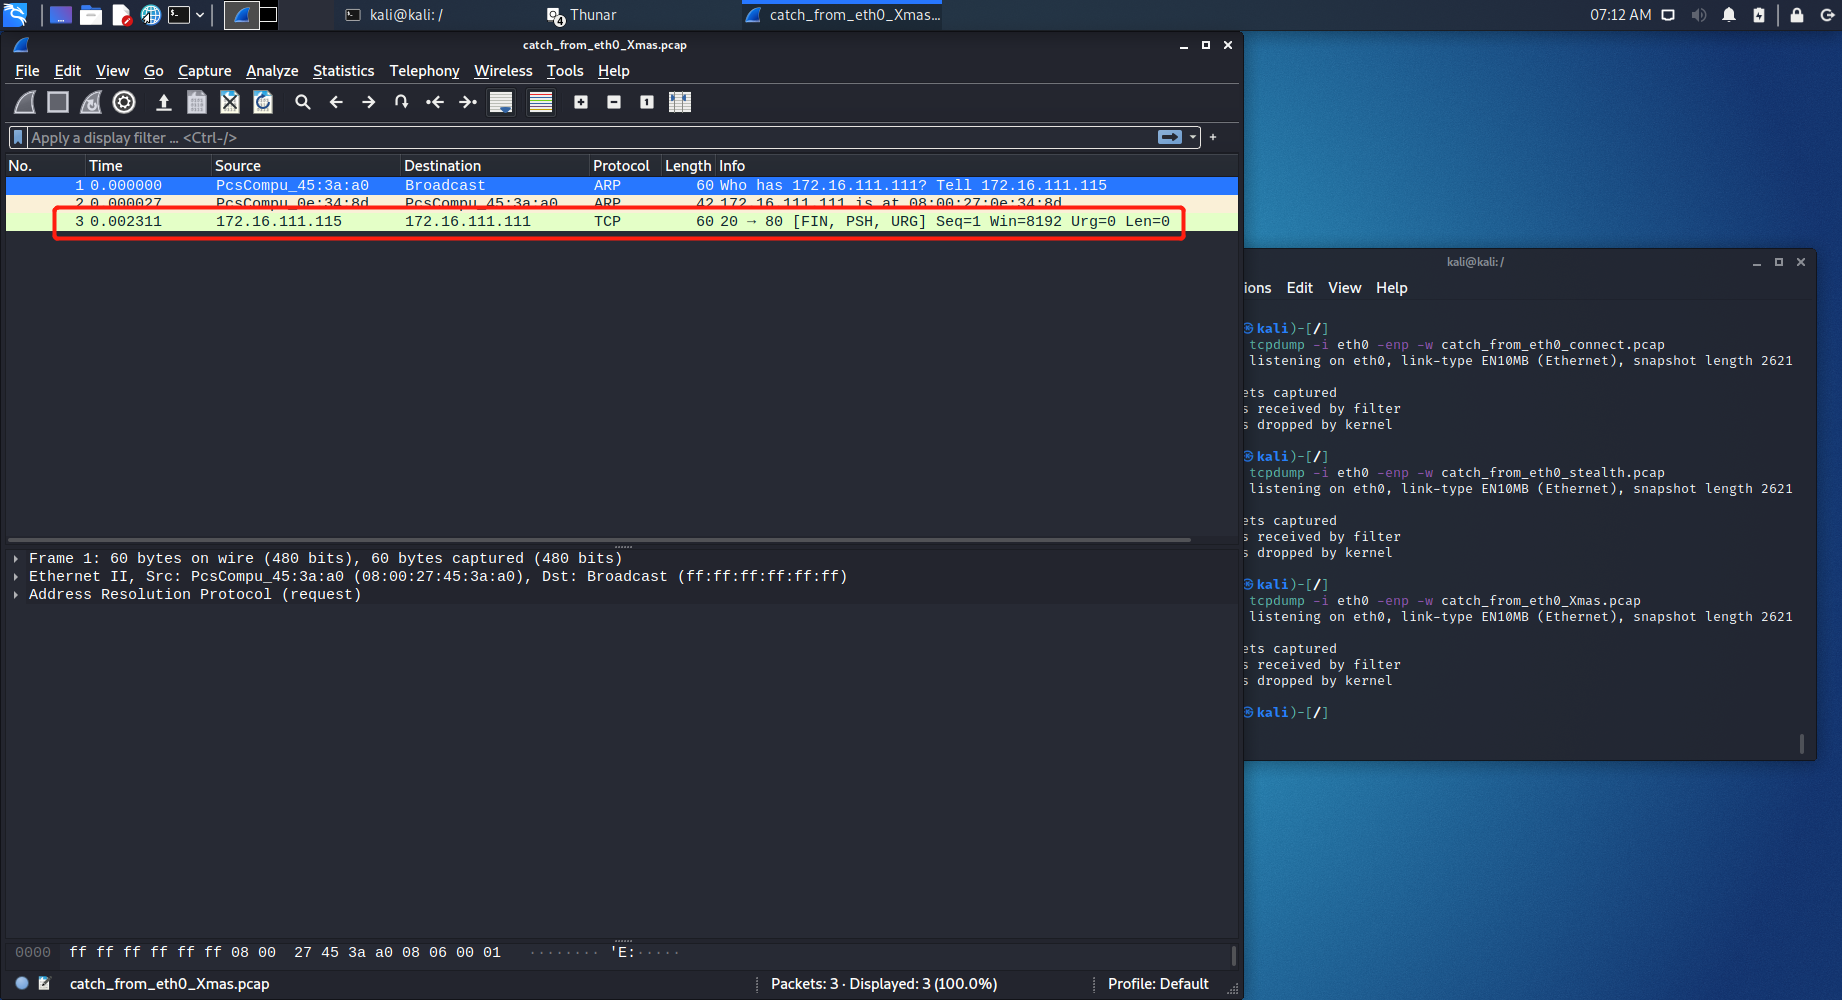 kali@kali: /
4
Thunar
catch_from_eth0_Xmas...
07:12 AM
catch_from_eth0_Xmas.pcap
File Edit View Go Capture Analyze Statistics Telephony Wireless Tools Help
Apply a display filter ... <Ctrl-/>
No. Time Source Destination Protocol Length Info
1 0.000000 PcsCompu_45:3a:a0 Broadcast ARP 60 Who has 172.16.111.111? Tell 172.16.111.115
2 0.000027 PcsCompu_0e:34:8d PcsCompu_45:3a:a0 ARP 42 172.16.111.111 is at 08:00:27:0e:34:8d
3 0.002311 172.16.111.115 172.16.111.111 TCP 60 20 → 80 [FIN, PSH, URG] Seq=1 Win=8192 Urg=0 Len=0
Frame 1: 60 bytes on wire (480 bits), 60 bytes captured (480 bits)
Ethernet II, Src: PcsCompu_45:3a:a0 (08:00:27:45:3a:a0), Dst: Broadcast (ff:ff:ff:ff:ff:ff)
Address Resolution Protocol (request)
0000 ff ff ff ff ff ff 08 00 27 45 3a a0 08 06 00 01 ········ 'E:·····
catch_from_eth0_Xmas.pcap
Packets: 3 · Displayed: 3 (100.0%)
Profile: Default
kali@kali: /
ions Edit View Help
㉿kali)-[/]
tcpdump -i eth0 -enp -w catch_from_eth0_connect.pcap
listening on eth0, link-type EN10MB (Ethernet), snapshot length 2621
ets captured
s received by filter
s dropped by kernel
㉿kali)-[/]
tcpdump -i eth0 -enp -w catch_from_eth0_stealth.pcap
listening on eth0, link-type EN10MB (Ethernet), snapshot length 2621
ets captured
s received by filter
s dropped by kernel
㉿kali)-[/]
tcpdump -i eth0 -enp -w catch_from_eth0_Xmas.pcap
listening on eth0, link-type EN10MB (Ethernet), snapshot length 2621
ets captured
s received by filter
s dropped by kernel
㉿kali)-[/]